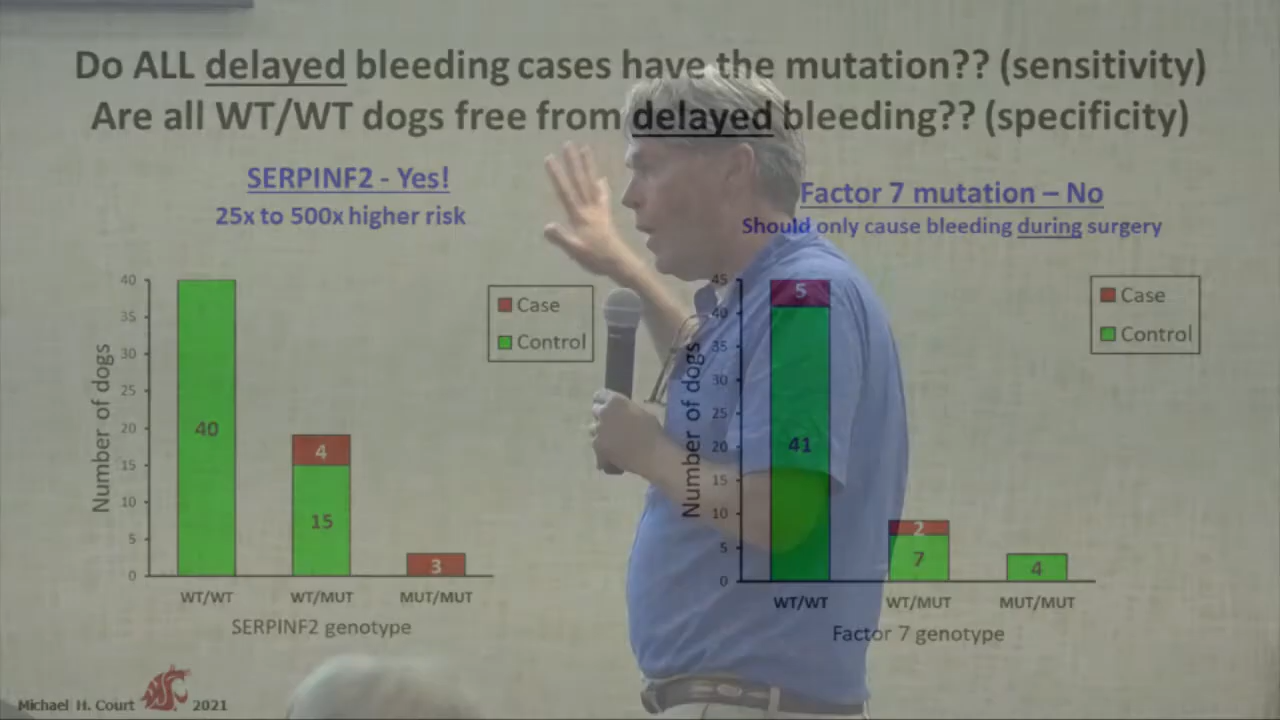 Do ALL delayed bleeding cases have the mutation?? (sensitivity)
Are all WT/WT dogs free from delayed bleeding?? (specificity)
SERPINF2 - Yes!
25x to 500x higher risk
40
35
30
25
20
15
10
5
0
Number of dogs
40
4
15
3
Case
Control
WT/WT
WT/MUT
MUT/MUT
SERPINF2 genotype
Factor 7 mutation – No
Should only cause bleeding during surgery
45
40
35
30
25
20
15
10
5
0
Number of dogs
5
41
2
7
4
Case
Control
WT/WT
WT/MUT
MUT/MUT
Factor 7 genotype
Michael H. Court
2021